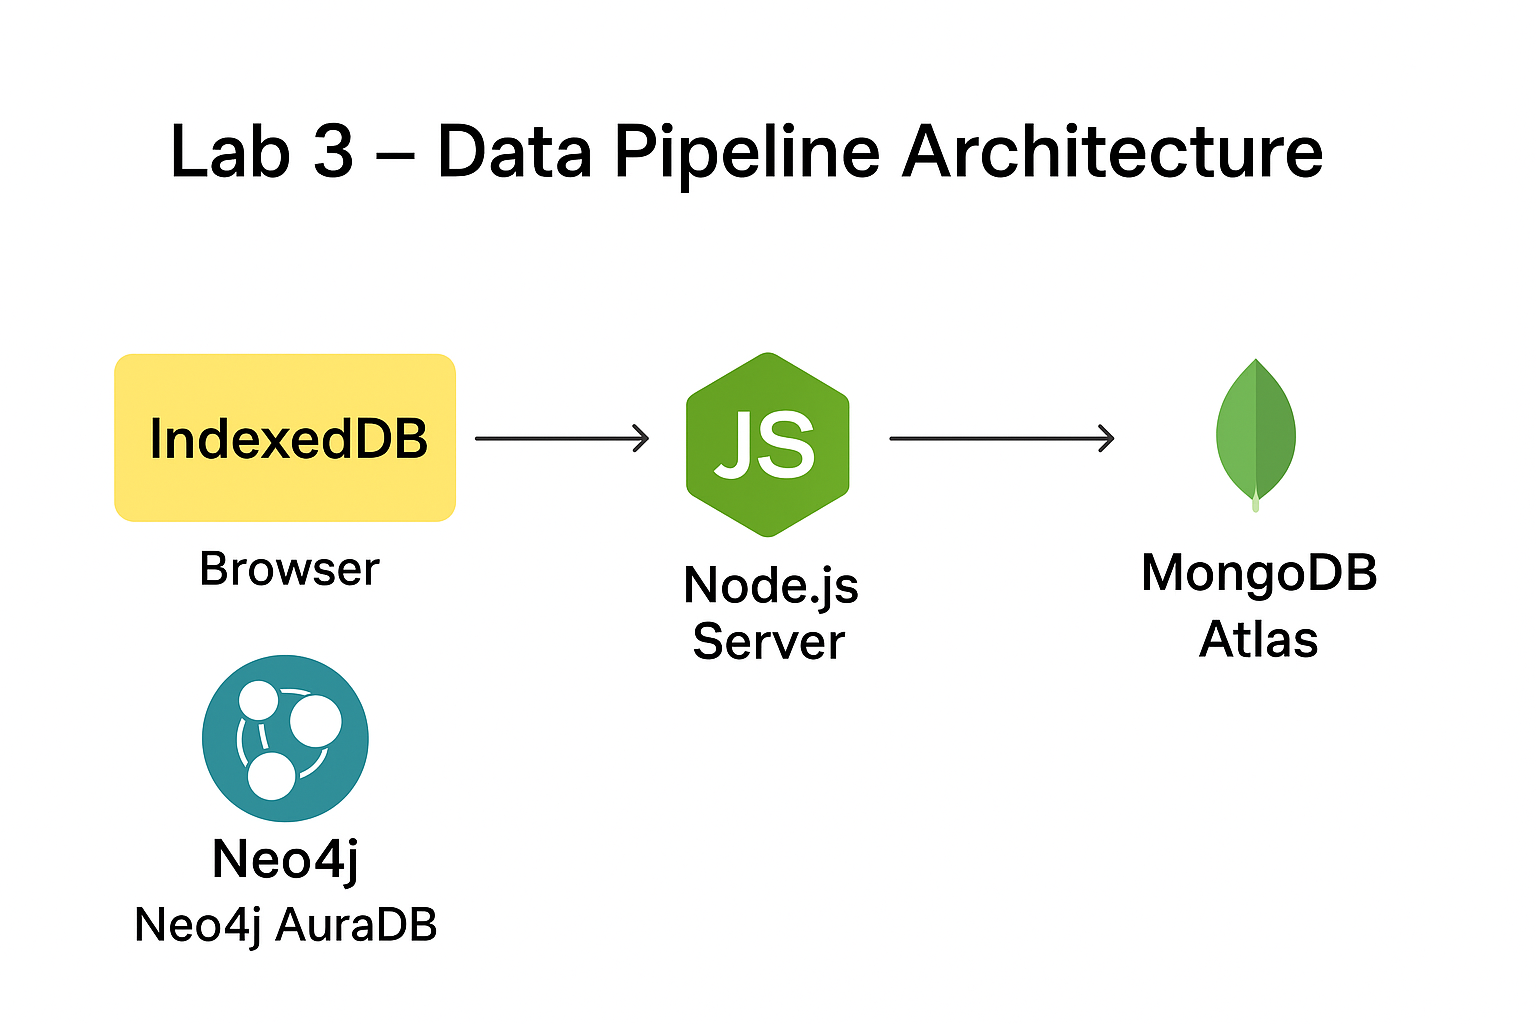 Lab 3 – Data Pipeline Architecture
IndexedDB
Browser
JS
Node.js
Server
MongoDB
Atlas
Neo4j
Neo4j AuraDB